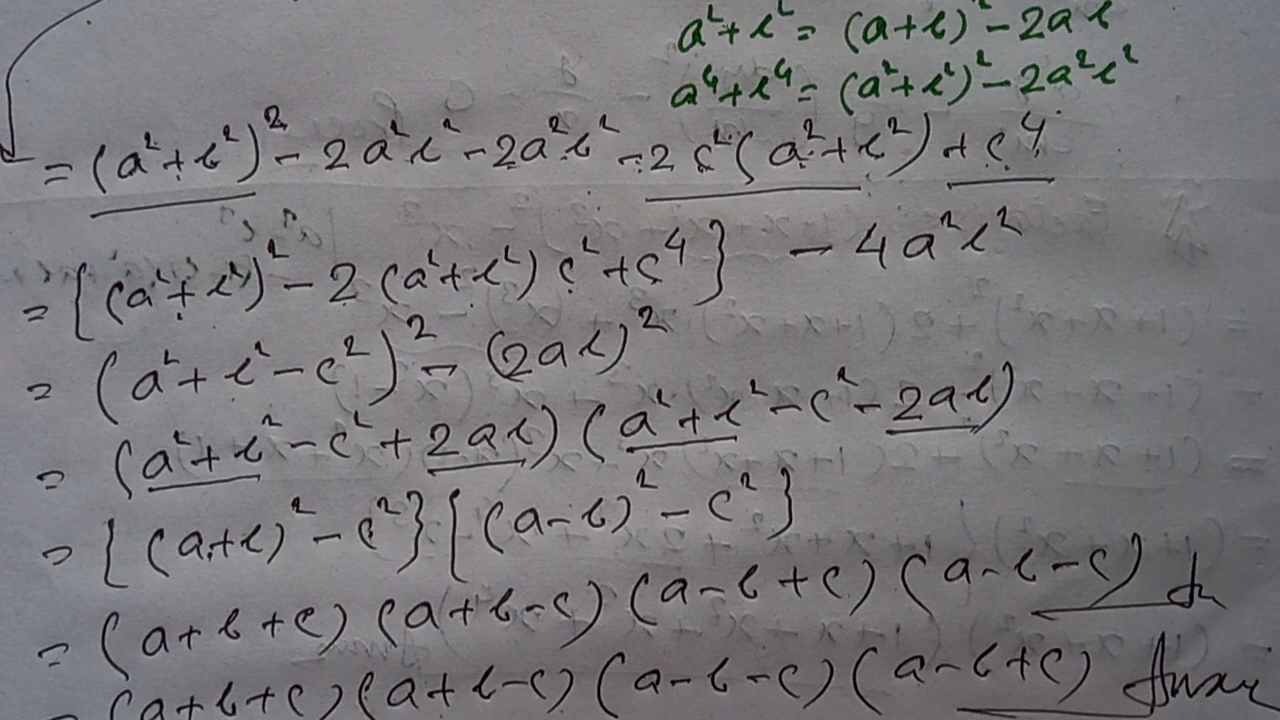 a²+b² = (a+b)²-2ab
a⁴+b⁴ = (a²+b²)²-2a²b²
= (a²+b²)² - 2a²b² - 2a²b² - 2c²(a²+b²) + c⁴
= {(a²+b²)² - 2(a²+b²)c² + c⁴} - 4a²b²
= (a²+b²-c²)² - (2ab)²
= (a²+b²-c²+2ab)(a²+b²-c²-2ab)
= {(a+b)²-c²}{(a-b)²-c²}
= (a+b+c)(a+b-c)(a-b+c)(a-b-c)
= (a+b+c)(a+b-c)(a-b-c)(a-b+c)